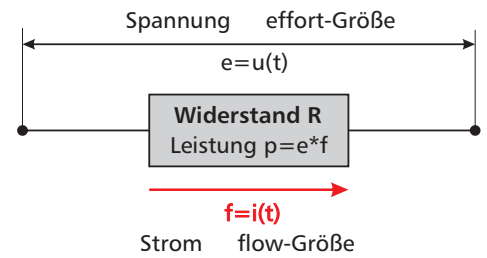 Spannung effort-Größe
e=u(t)
Widerstand R
Leistung p=e*f
f=i(t)
Strom flow-Größe